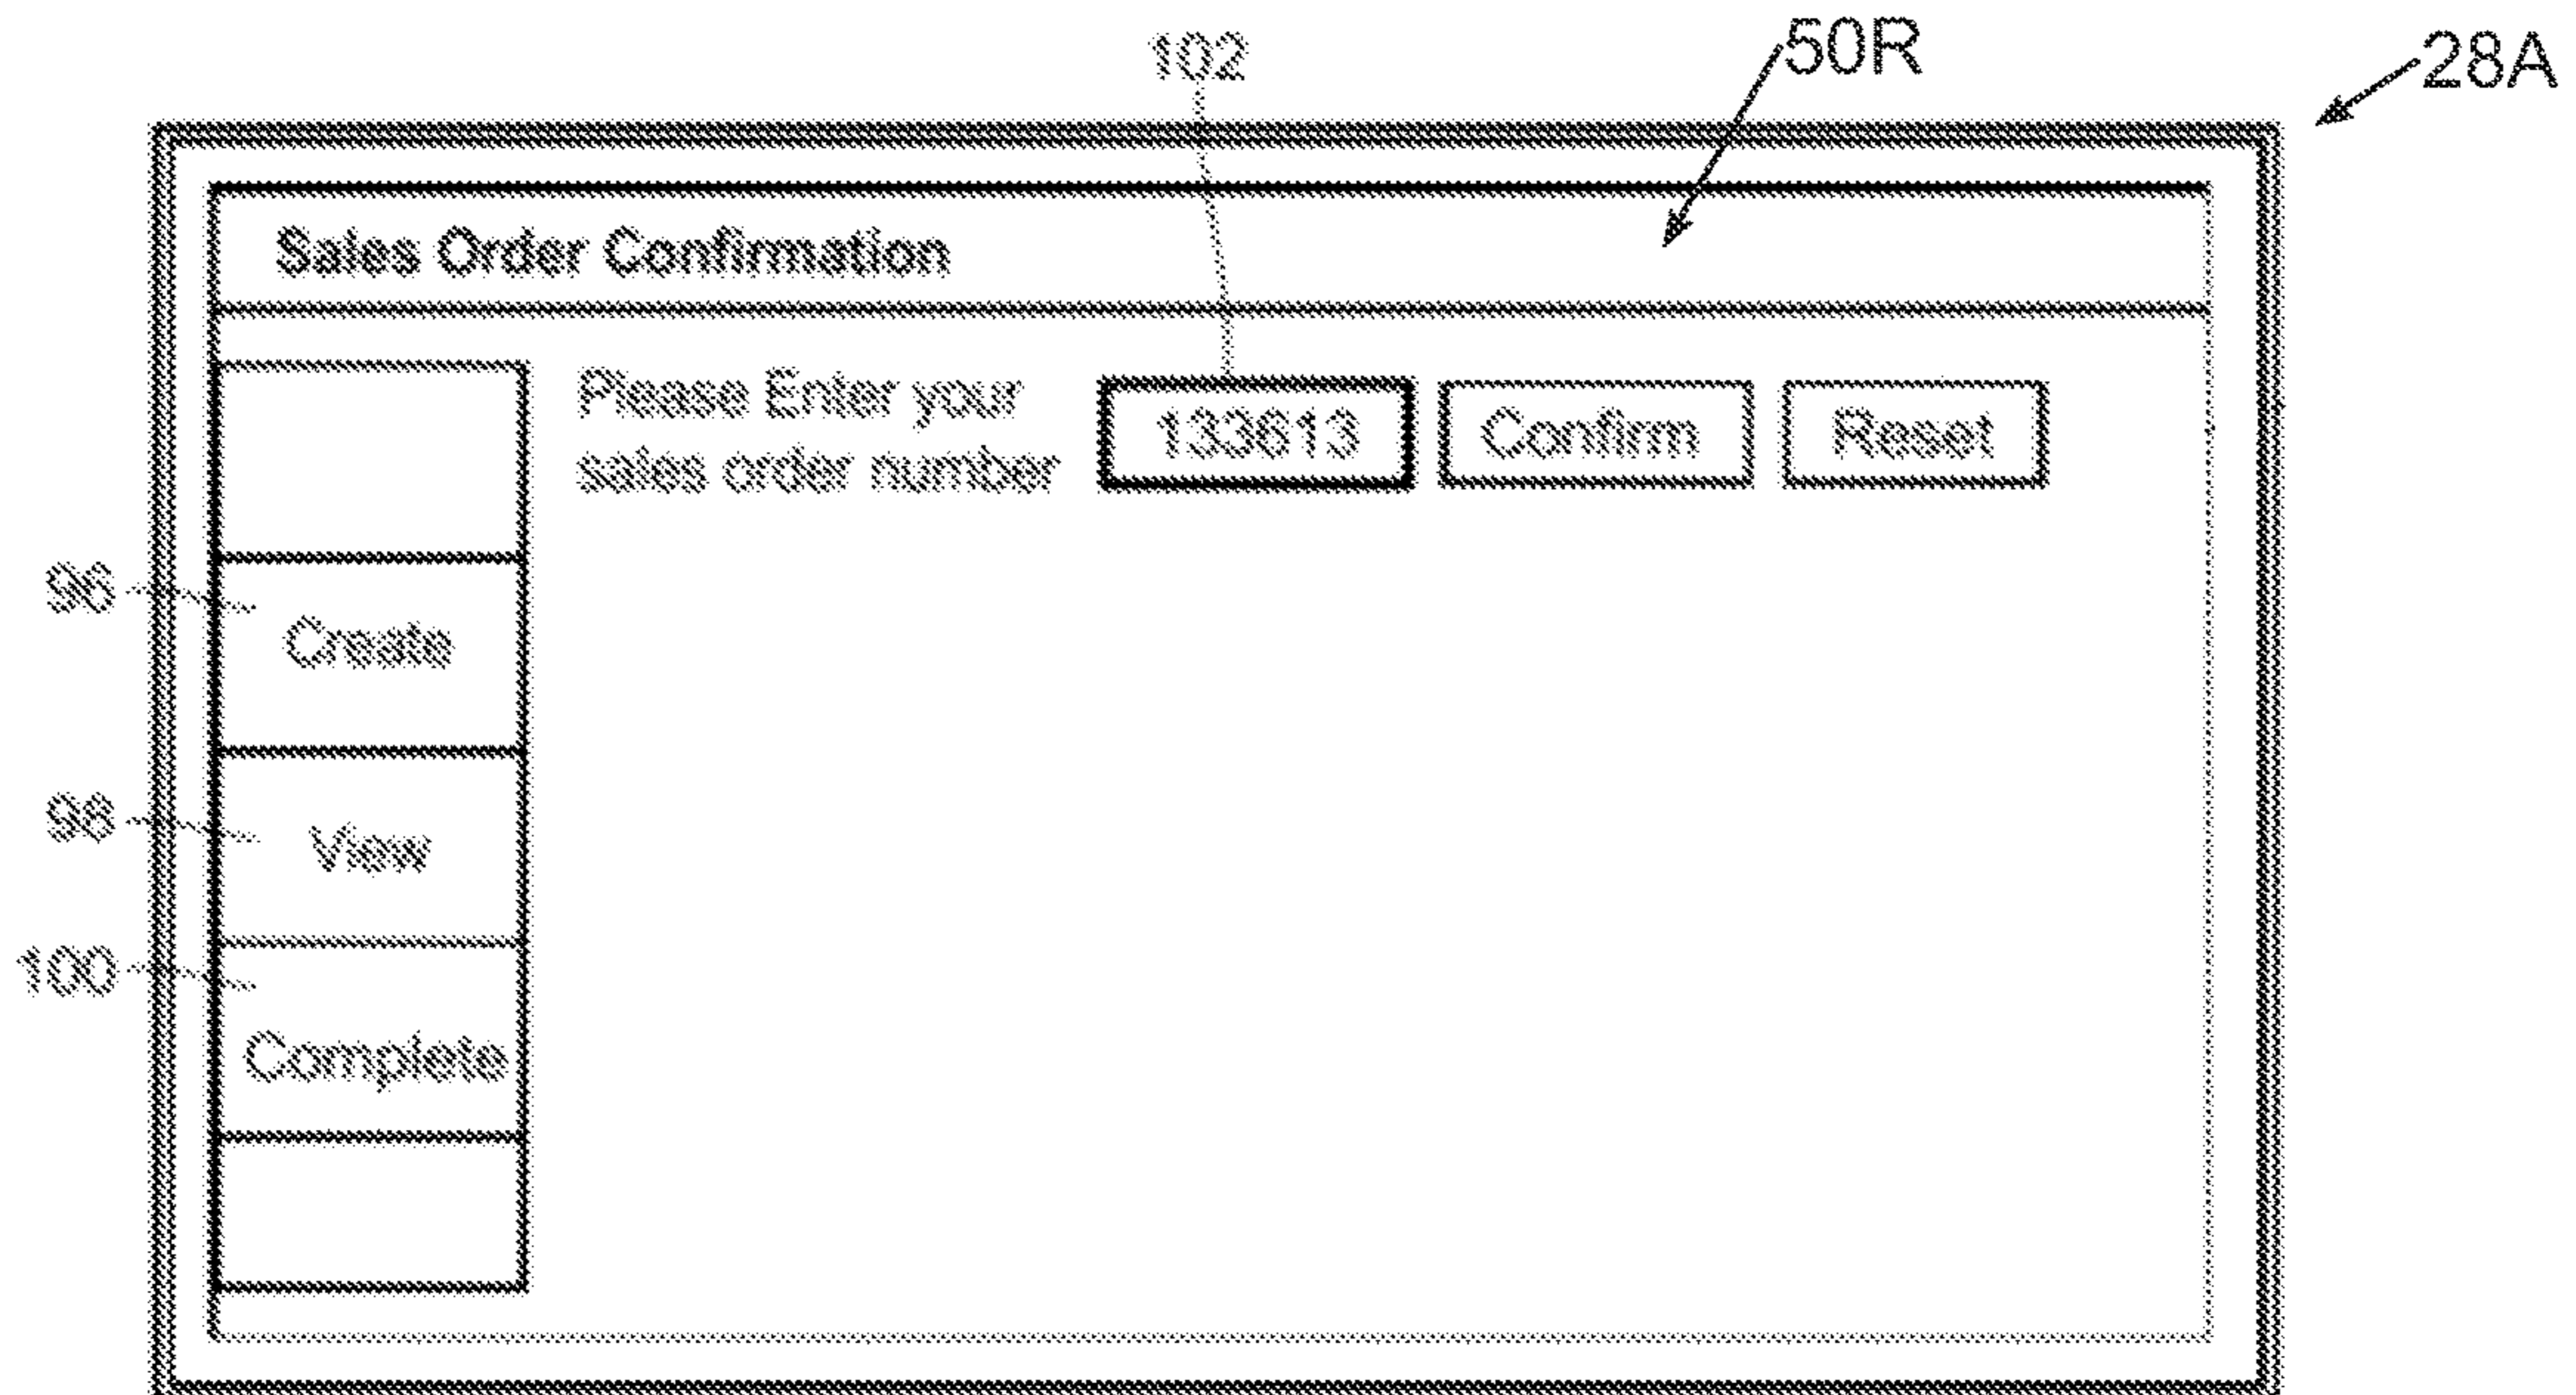 102
50R
28A
Sales Order Confirmation
Please Enter your
sales order number
133613
Confirm
Reset
96
Create
98
View
100
Complete